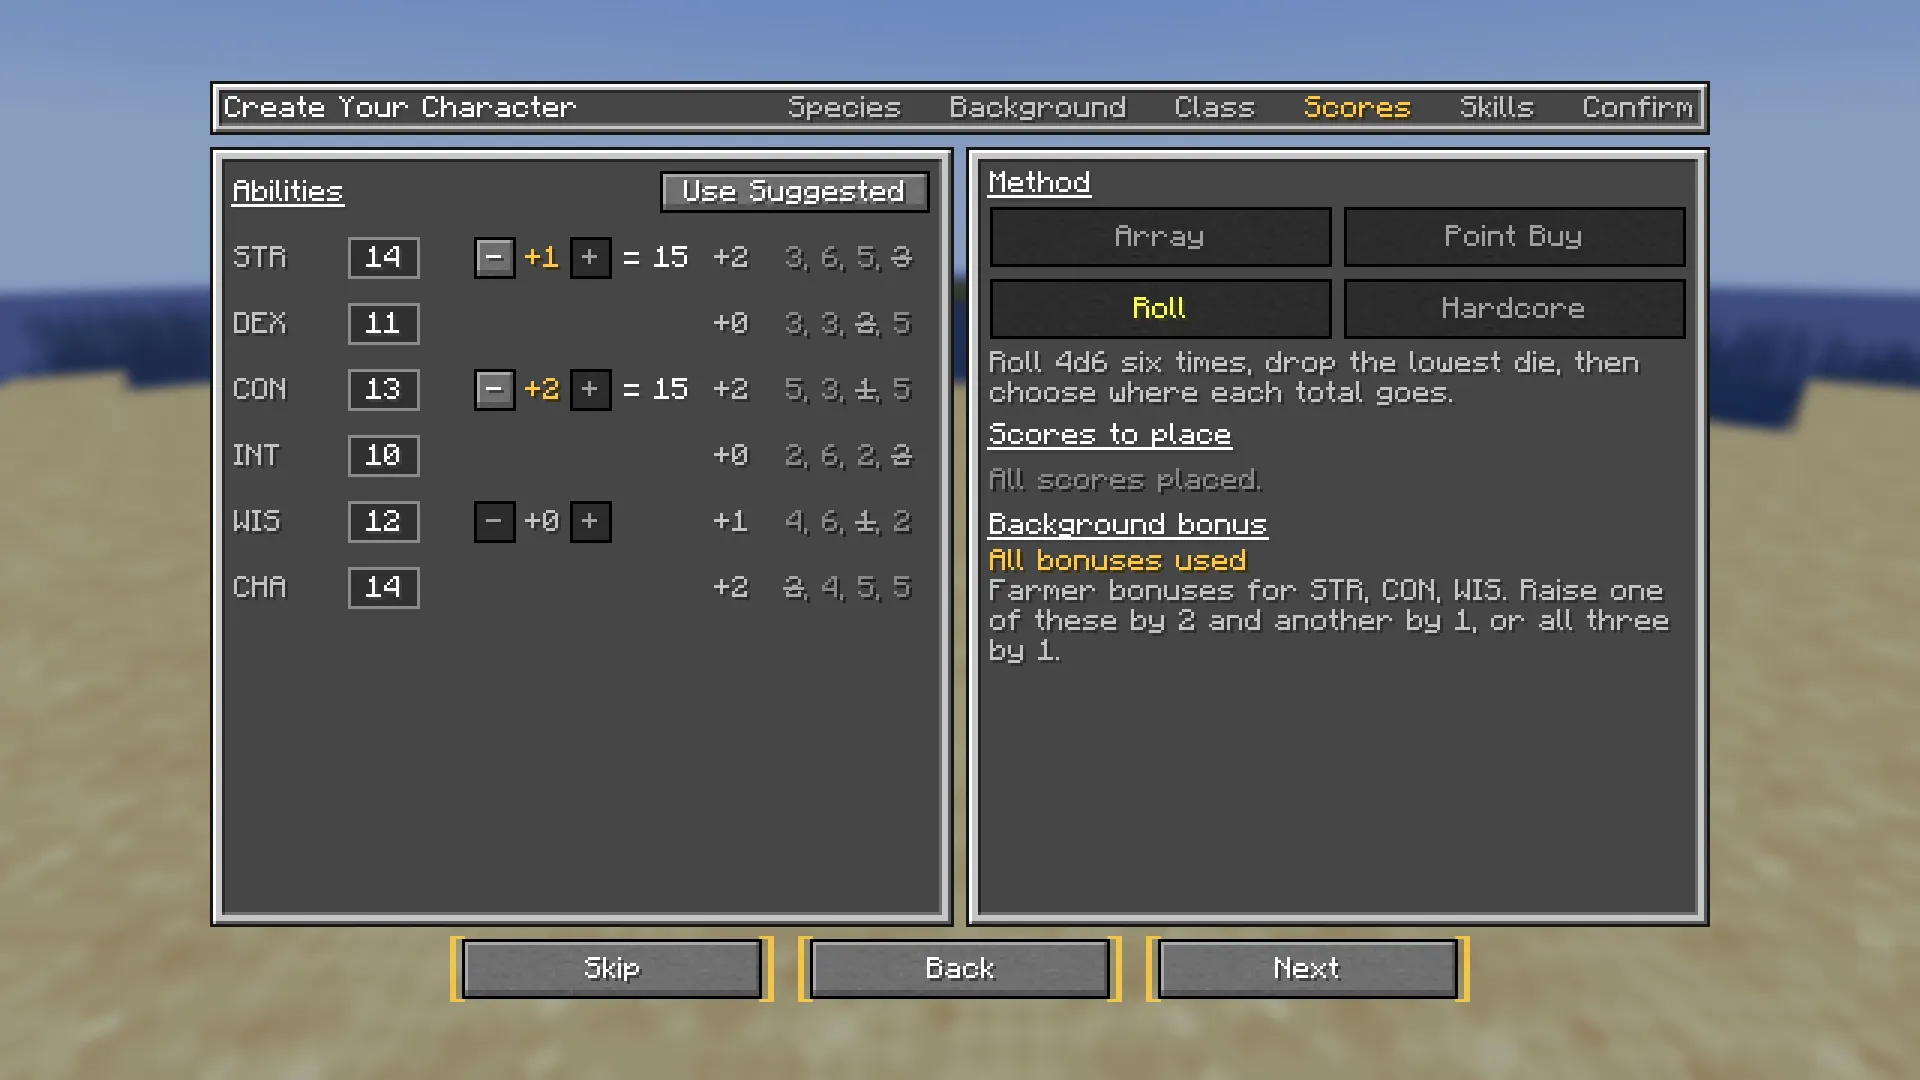 Create Your Character Species Background Class Scores Skills Confirm
Abilities Use Suggested
STR 14 - +1 + = 15 +2 3, 6, 5, 3
DEX 11 +0 3, 3, 2, 5
CON 13 - +2 + = 15 +2 5, 3, 1, 5
INT 10 +0 2, 6, 2, 2
WIS 12 - +0 + +1 4, 6, 1, 2
CHA 14 +2 2, 4, 5, 5
Method
Array Point Buy
Roll Hardcore
Roll 4d6 six times, drop the lowest die, then
choose where each total goes.
Scores to place
All scores placed.
Background bonus
All bonuses used
Farmer bonuses for STR, CON, WIS. Raise one
of these by 2 and another by 1, or all three
by 1.
Skip Back Next